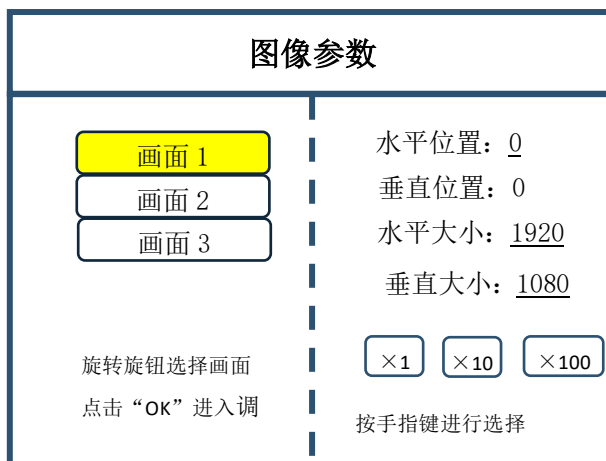 图像参数
画面 1
画面 2
画面 3
旋转旋钮选择画面
点击“OK”进入调
水平位置：0
垂直位置：0
水平大小：1920
垂直大小：1080
×1 ×10 ×100
按手指键进行选择